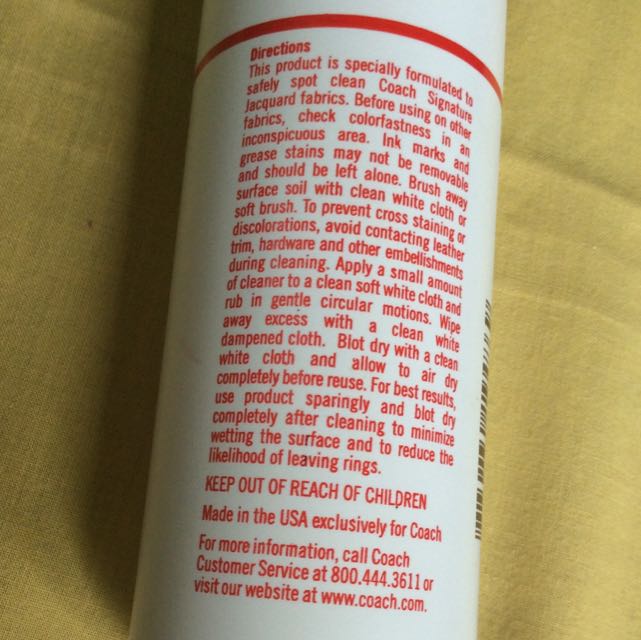 Directions
This product is specially formulated to
safely spot clean Coach Signature
Jacquard fabrics. Before using on other
fabrics, check colorfastness in an
inconspicuous area. Ink marks and
grease stains may not be removable
and should be left alone. Brush away
surface soil with clean white cloth or
soft brush. To prevent cross staining or
discolorations, avoid contacting leather
trim, hardware and other embellishments
during cleaning. Apply a small amount
of cleaner to a clean soft white cloth and
rub in gentle circular motions. Wipe
away excess with a clean white
dampened cloth. Blot dry with a clean
white cloth and allow to air dry
completely before reuse. For best results,
use product sparingly and blot dry
completely after cleaning to minimize
wetting the surface and to reduce the
likelihood of leaving rings.
KEEP OUT OF REACH OF CHILDREN
Made in the USA exclusively for Coach
For more information, call Coach
Customer Service at 800.444.3611 or
visit our website at www.coach.com.